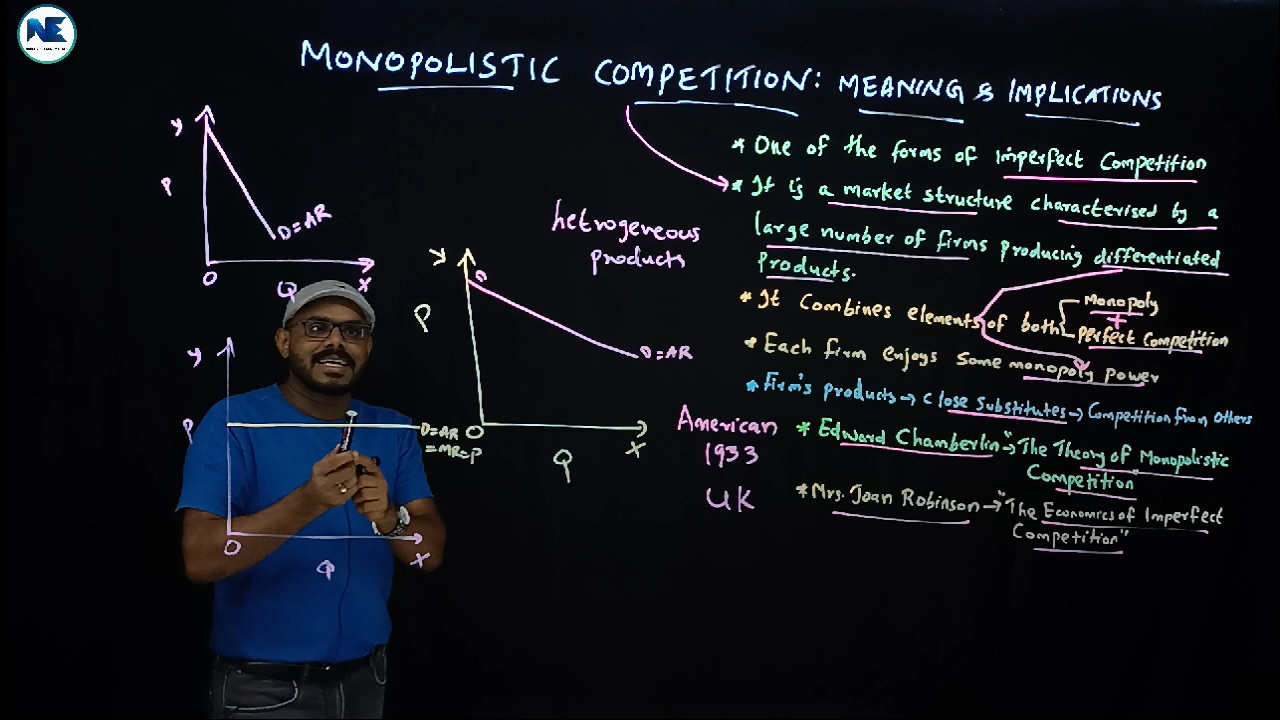 NE
MONOPOLISTIC COMPETITION: MEANING & IMPLICATIONS
Y
P
D=AR
O
Q
X
Y
P
D=AR
=MR=P
O
Q
X
hetrogeneous
products
Y
P
D=AR
O
Q
X
* One of the forms of imperfect Competition
* It is a market structure characterised by a
large number of firms producing differentiated
Products.
* It Combines elements of both Monopoly
+
Perfect Competition
* Each firm enjoys some monopoly power
* Firm's products → Close Substitutes → Competition from Others
American
1933
* Edward Chamberlin → "The Theory of Monopolistic
Competition"
UK
* Mrs. Joan Robinson → "The Economics of Imperfect
Competition"